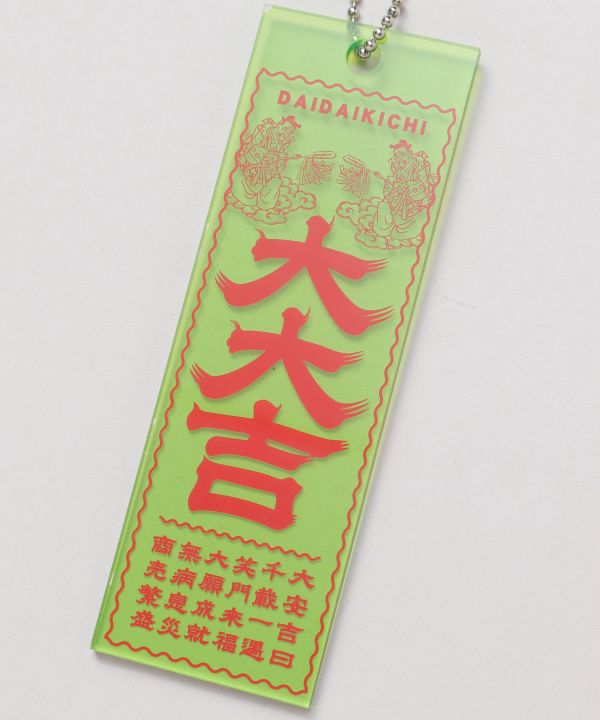 DAIDAIKICHI
大大吉
大安吉日
千載一遇
笑門来福
大願成就
無病息災
商売繁盛